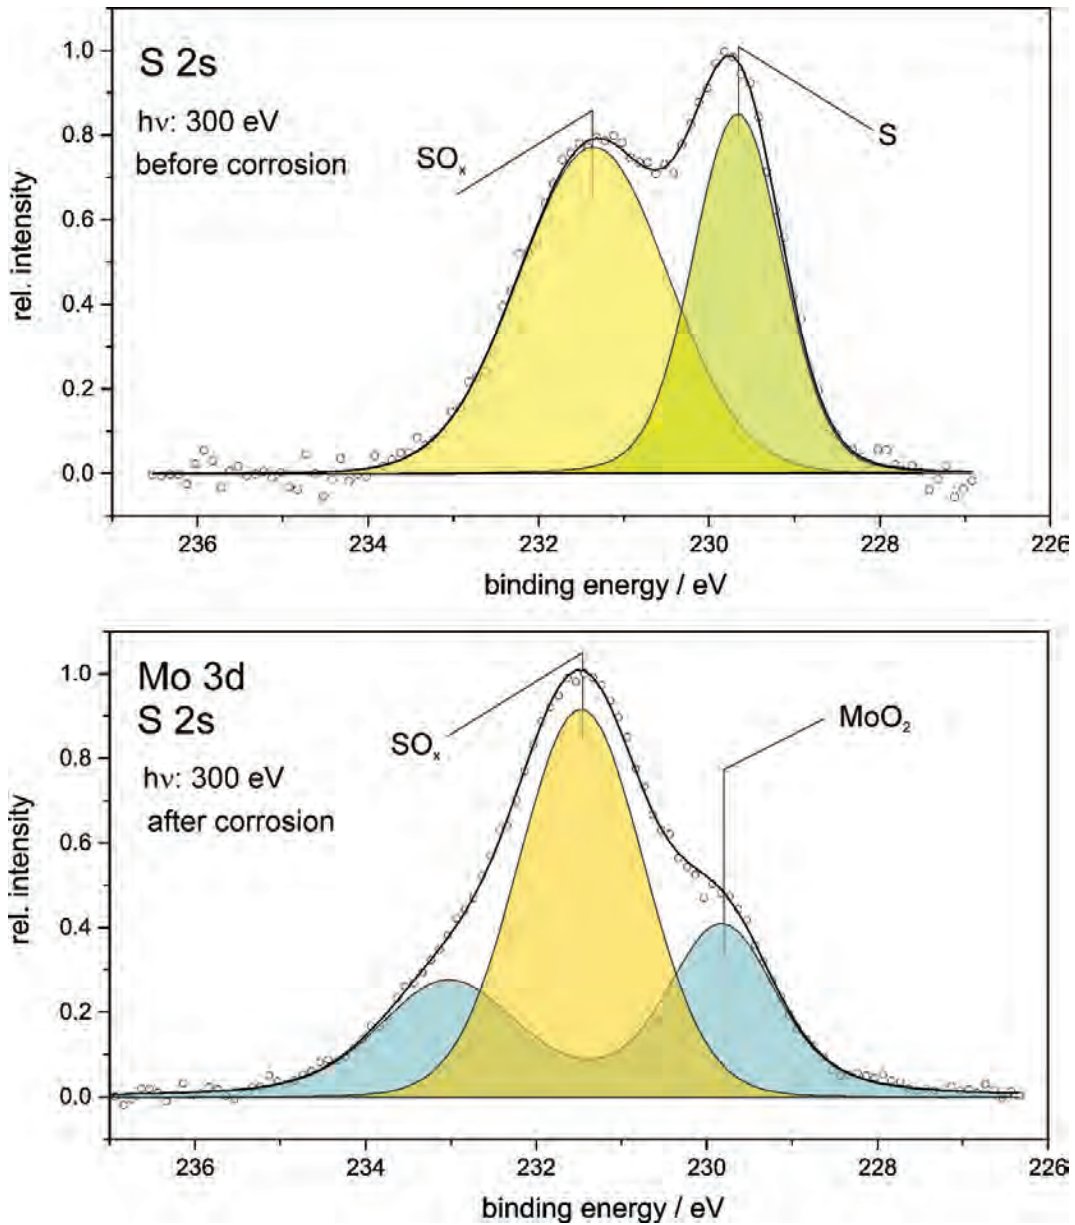 S 2s
hν: 300 eV
before corrosion
SOₓ
S
rel. intensity
1.0
0.8
0.6
0.4
0.2
0.0
236
234
232
230
228
226
binding energy / eV
Mo 3d
S 2s
hν: 300 eV
after corrosion
SOₓ
MoO₂
rel. intensity
1.0
0.8
0.6
0.4
0.2
0.0
236
234
232
230
228
226
binding energy / eV